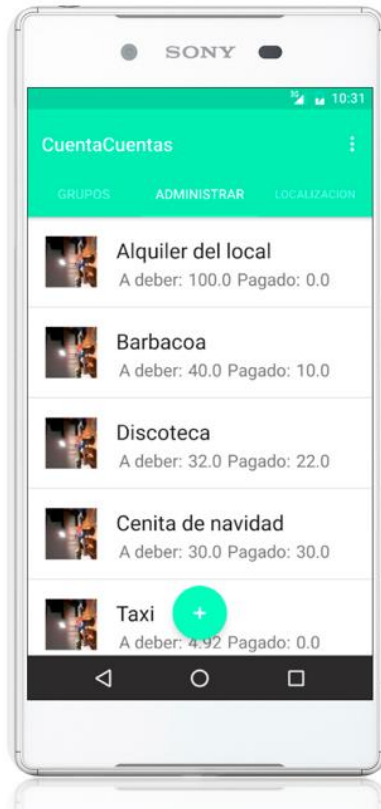 SONY
3G 10:31
CuentaCuentas
GRUPOS ADMINISTRAR LOCALIZACION
Alquiler del local
A deber: 100.0 Pagado: 0.0
Barbacoa
A deber: 40.0 Pagado: 10.0
Discoteca
A deber: 32.0 Pagado: 22.0
Cenita de navidad
A deber: 30.0 Pagado: 30.0
Taxi
A deber: 4.92 Pagado: 0.0